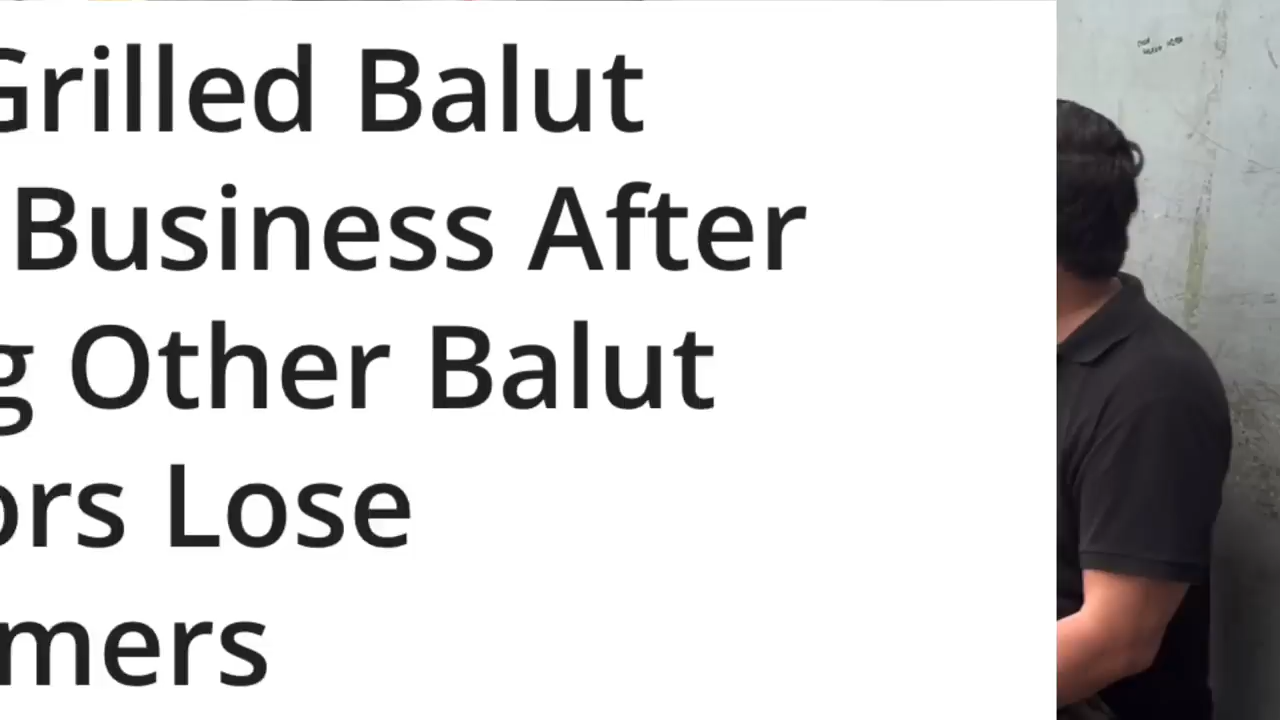 Grilled Balut
Business After
g Other Balut
ors Lose
mers